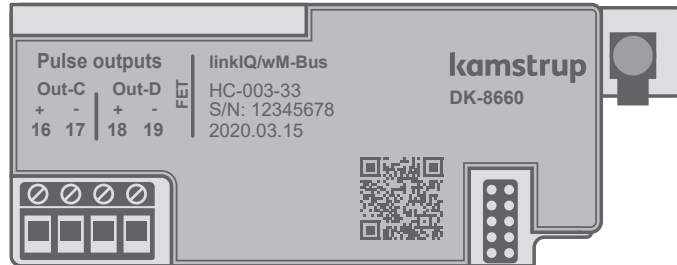 Pulse outputs
Out-C Out-D
+ - + -
16 17 18 19
FET
linkIQ/wM-Bus
HC-003-33
S/N: 12345678
2020.03.15
kamstrup
DK-8660